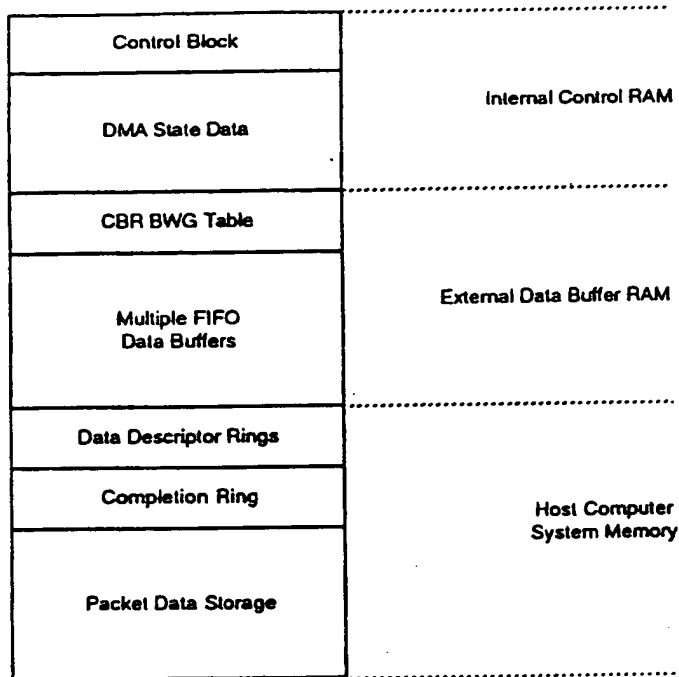 Control Block
DMA State Data
Internal Control RAM
CBR BWG Table
Multiple FIFO
Data Buffers
External Data Buffer RAM
Data Descriptor Rings
Completion Ring
Packet Data Storage
Host Computer
System Memory